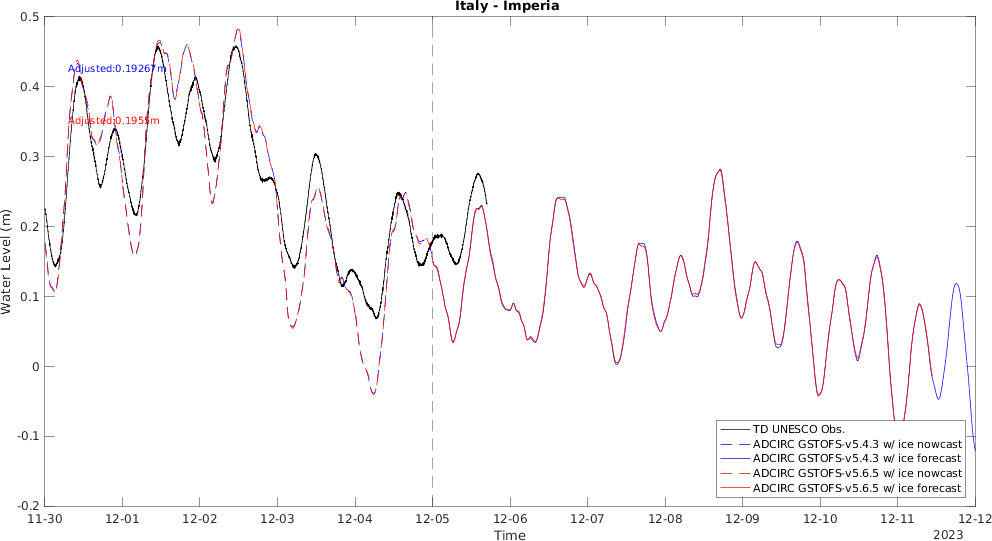 Italy - Imperia
Water Level (m)
0.5
0.4
0.3
0.2
0.1
0
-0.1
-0.2
Adjusted:0.19267m
Adjusted:0.1955m
TD UNESCO Obs.
ADCIRC GSTOFS-v5.4.3 w/ ice nowcast
ADCIRC GSTOFS-v5.4.3 w/ ice forecast
ADCIRC GSTOFS-v5.6.5 w/ ice nowcast
ADCIRC GSTOFS-v5.6.5 w/ ice forecast
11-30 12-01 12-02 12-03 12-04 12-05 12-06 12-07 12-08 12-09 12-10 12-11 12-12
Time
2023